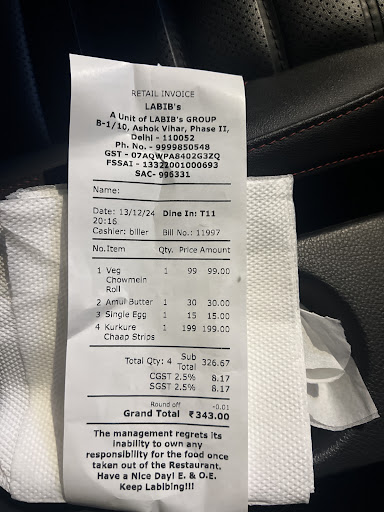 RETAIL INVOICE
LABIB's
A Unit of LABIB's GROUP
B-1/10, Ashok Vihar, Phase II,
Delhi - 110052
Ph. No. - 9999850548
GST - 07AQWPA8402G3ZQ
FSSAI - 13322001000693
SAC- 996331
Name:
Date: 13/12/24 Dine In: T11
20:16
Cashier: biller Bill No.: 11997
No.Item Qty. Price Amount
1 Veg 1 99 99.00
Chowmein
Roll
2 Amul Butter 1 30 30.00
3 Single Egg 1 15 15.00
4 Kurkure 1 199 199.00
Chaap Strips
Total Qty: 4 Sub 326.67
Total
CGST 2.5% 8.17
SGST 2.5% 8.17
Round off -0.01
Grand Total ₹343.00
The management regrets its
inability to own any
responsibility for the food once
taken out of the Restaurant.
Have a Nice Day! E. & O.E.
Keep Labibing!!!